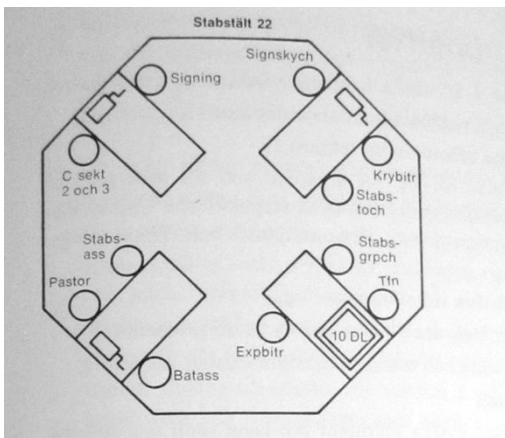 Stabstält 22
Signskych
Signing
C sekt
2 och 3
Krybitr
Stabs-
toch
Stabs-
ass
Stabs-
grpch
Pastor
Tfn
10 DL
Expbitr
Batass